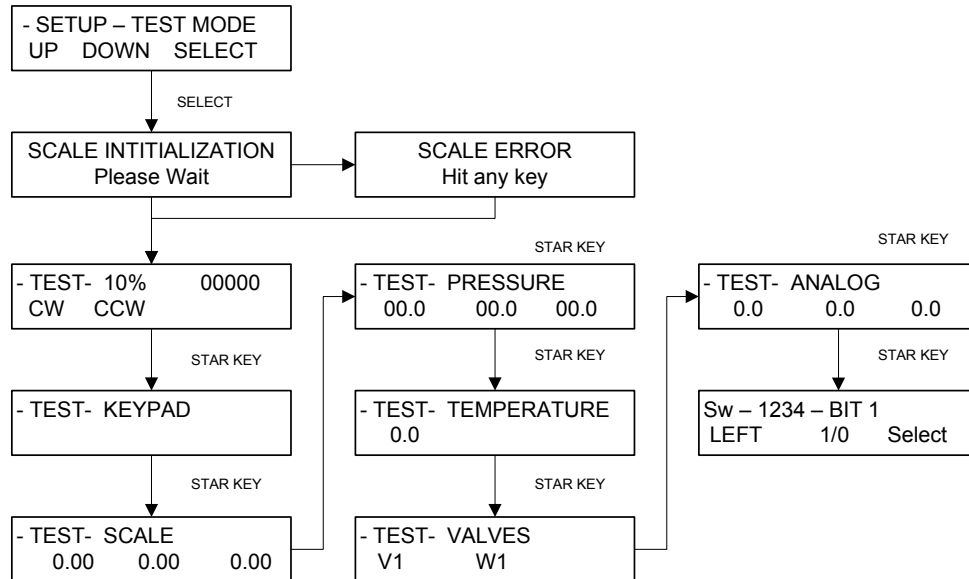 - SETUP – TEST MODE
UP DOWN SELECT
SELECT
SCALE INTITIALIZATION
Please Wait
SCALE ERROR
Hit any key
- TEST- 10% 00000
CW CCW
STAR KEY
- TEST- KEYPAD
STAR KEY
- TEST- SCALE
0.00 0.00 0.00
STAR KEY
- TEST- PRESSURE
00.0 00.0 00.0
STAR KEY
- TEST- TEMPERATURE
0.0
STAR KEY
- TEST- VALVES
V1 W1
STAR KEY
- TEST- ANALOG
0.0 0.0 0.0
STAR KEY
Sw – 1234 – BIT 1
LEFT 1/0 Select